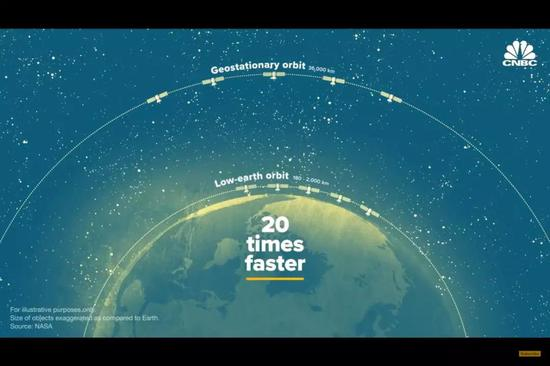 Geostationary orbit 36,000 km
CNBC
Low-earth orbit 180 - 2,000 km
20
times
faster
For illustrative purposes only.
Size of objects exaggerated as compared to Earth.
Source: NASA
Subscribe